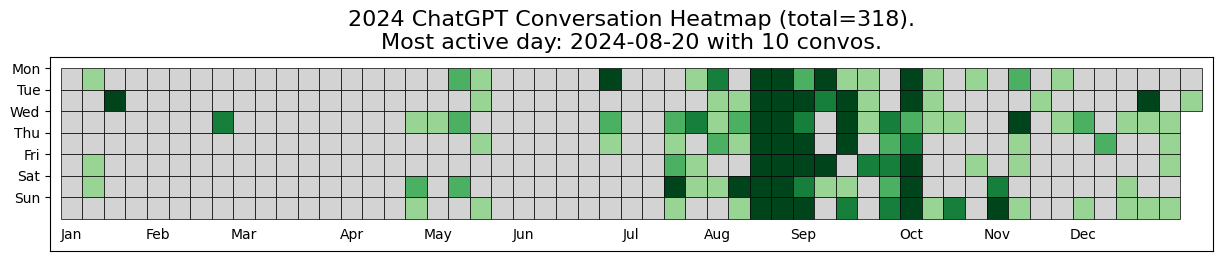 2024 ChatGPT Conversation Heatmap (total=318).
Most active day: 2024-08-20 with 10 convos.
Mon
Tue
Wed
Thu
Fri
Sat
Sun
Jan Feb Mar Apr May Jun Jul Aug Sep Oct Nov Dec